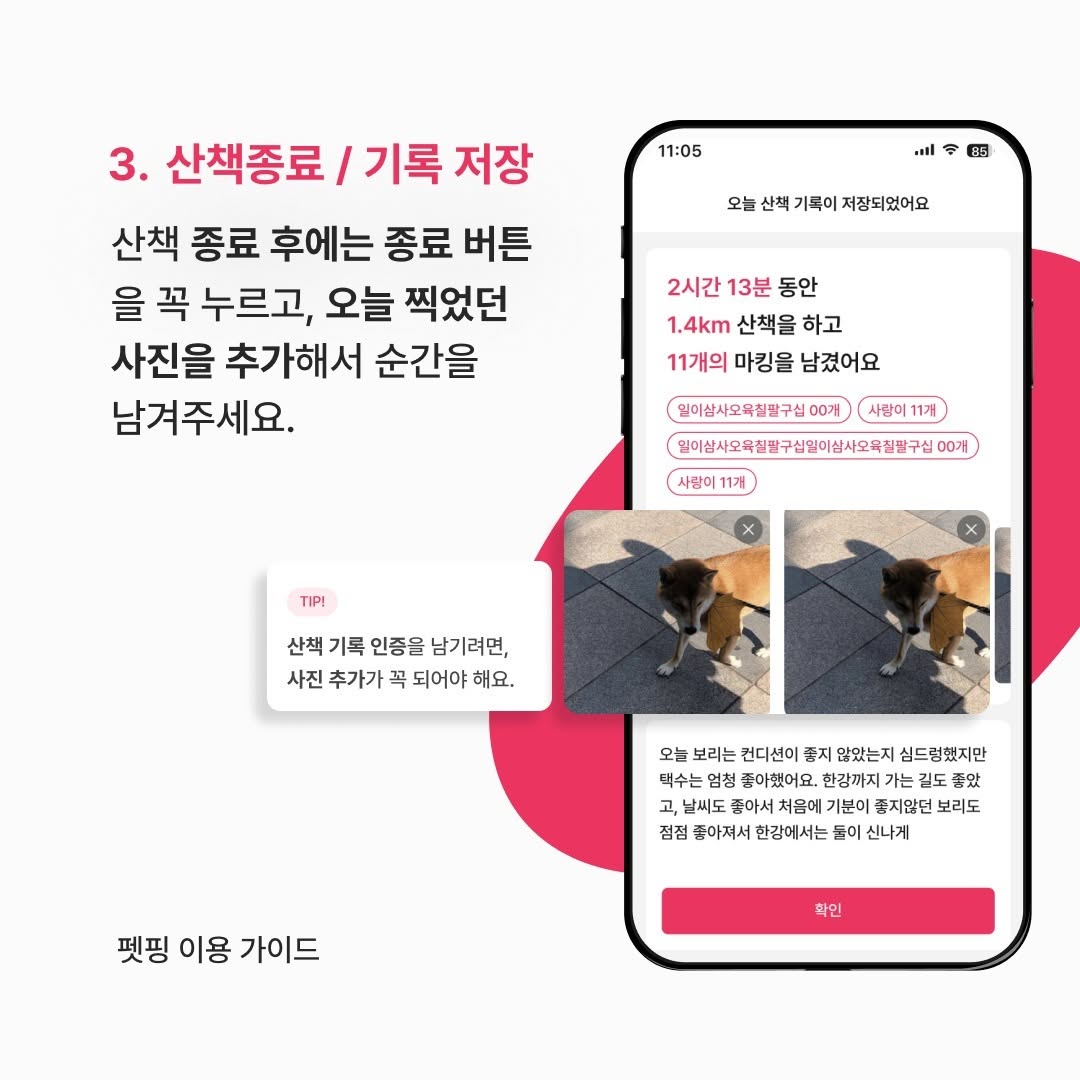 3. 산책종료 / 기록 저장
산책 종료 후에는 종료 버튼
을 꼭 누르고, 오늘 찍었던
사진을 추가해서 순간을
남겨주세요.
TIP!
산책 기록 인증을 남기려면,
사진 추가가 꼭 되어야 해요.
펫핑 이용 가이드
11:05
85
오늘 산책 기록이 저장되었어요
2시간 13분 동안
1.4km 산책을 하고
11개의 마킹을 남겼어요
일이삼사오육칠팔구십 00개 사랑이 11개
일이삼사오육칠팔구십일이삼사오육칠팔구십 00개
사랑이 11개
오늘 보리는 컨디션이 좋지 않았는지 심드렁했지만
택수는 엄청 좋아했어요. 한강까지 가는 길도 좋았
고, 날씨도 좋아서 처음에 기분이 좋지않던 보리도
점점 좋아져서 한강에서는 둘이 신나게
확인